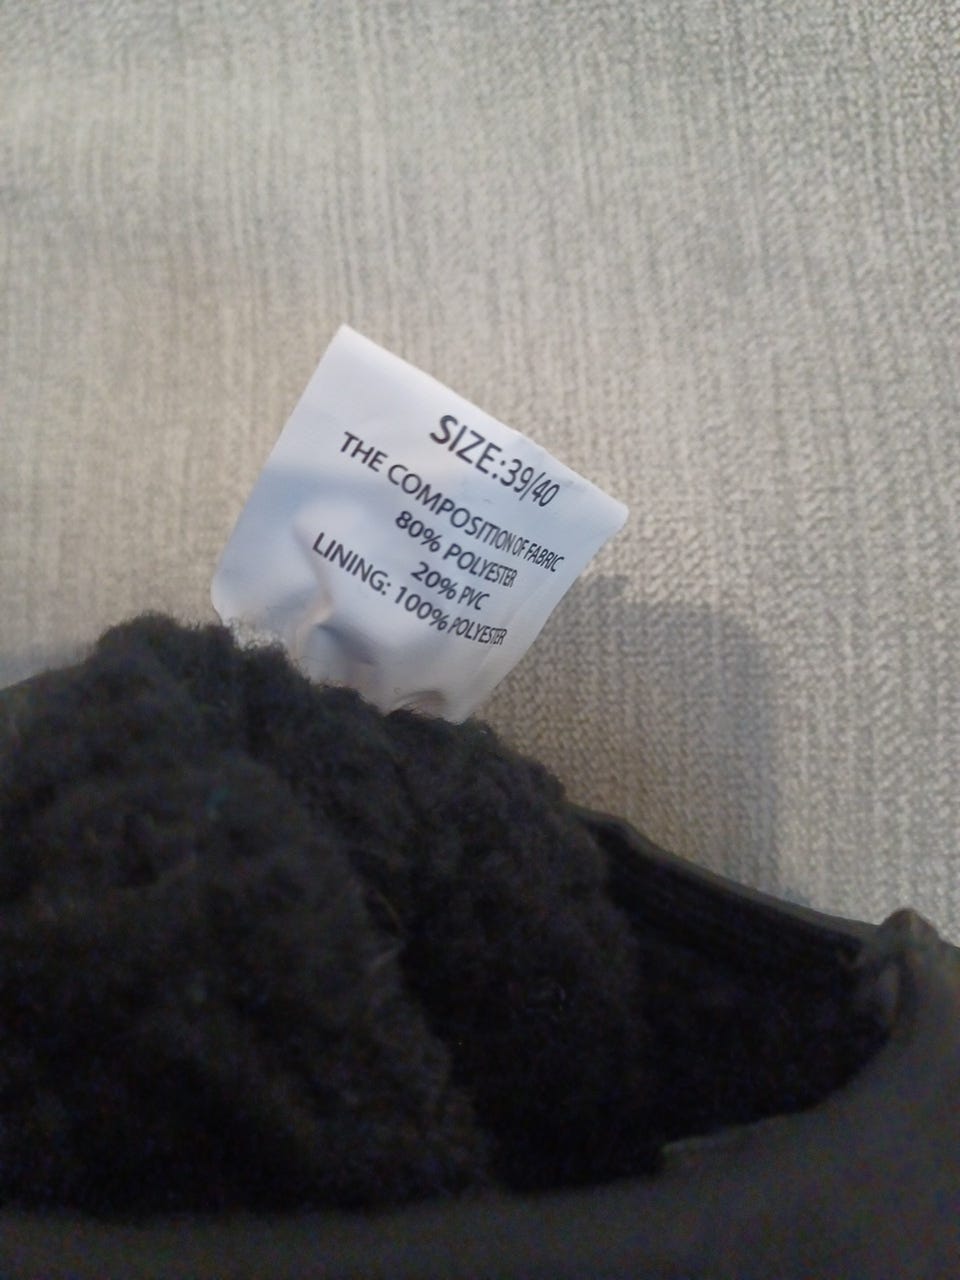 SIZE:39/40
THE COMPOSITION OF FABRIC
80% POLYESTER
20% PVC
LINING: 100% POLYESTER